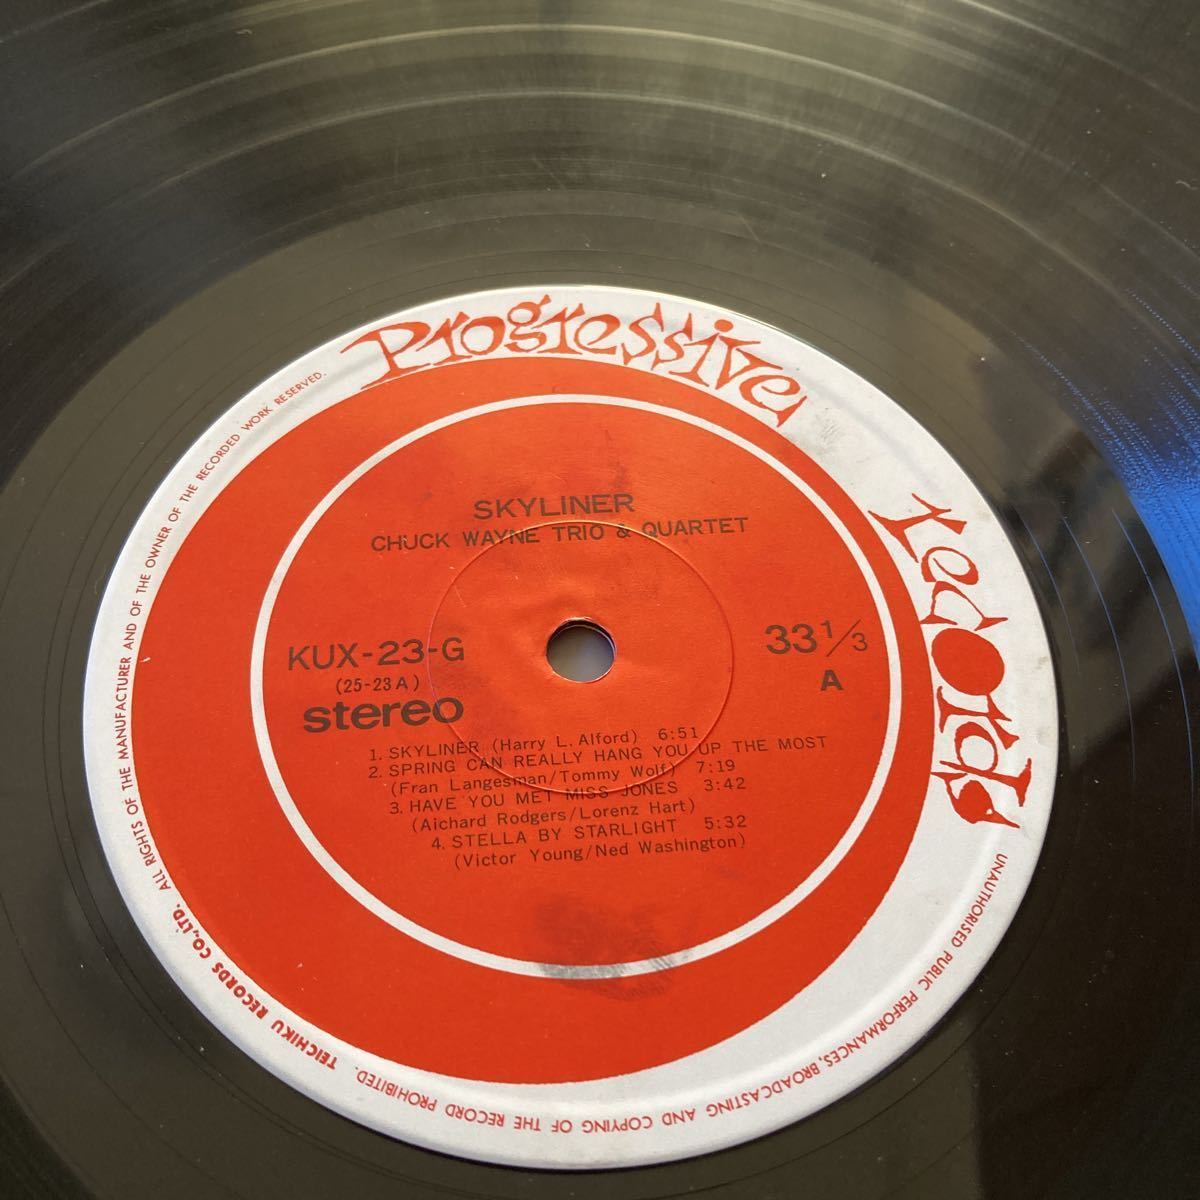 Progressive
records
SKYLINER
CHUCK WAYNE TRIO & QUARTET
KUX-23-G
(25-23A)
stereo
33 1/3
A
1. SKYLINER (Harry L. Alford) 6:51
2. SPRING CAN REALLY HANG YOU UP THE MOST
(Fran Langesman/Tommy Wolf) 7:19
3. HAVE YOU MET MISS JONES 3:42
(Aichard Rodgers/Lorenz Hart)
4. STELLA BY STARLIGHT 5:32
(Victor Young/Ned Washington)
TEICHIKU RECORDS CO., LTD. ALL RIGHTS OF THE MANUFACTURER AND OF THE OWNER OF THE RECORDED WORK RESERVED.
UNAUTHORISED PUBLIC PERFORMANCES, BROADCASTING AND COPYING OF THE RECORD PROHIBITED.